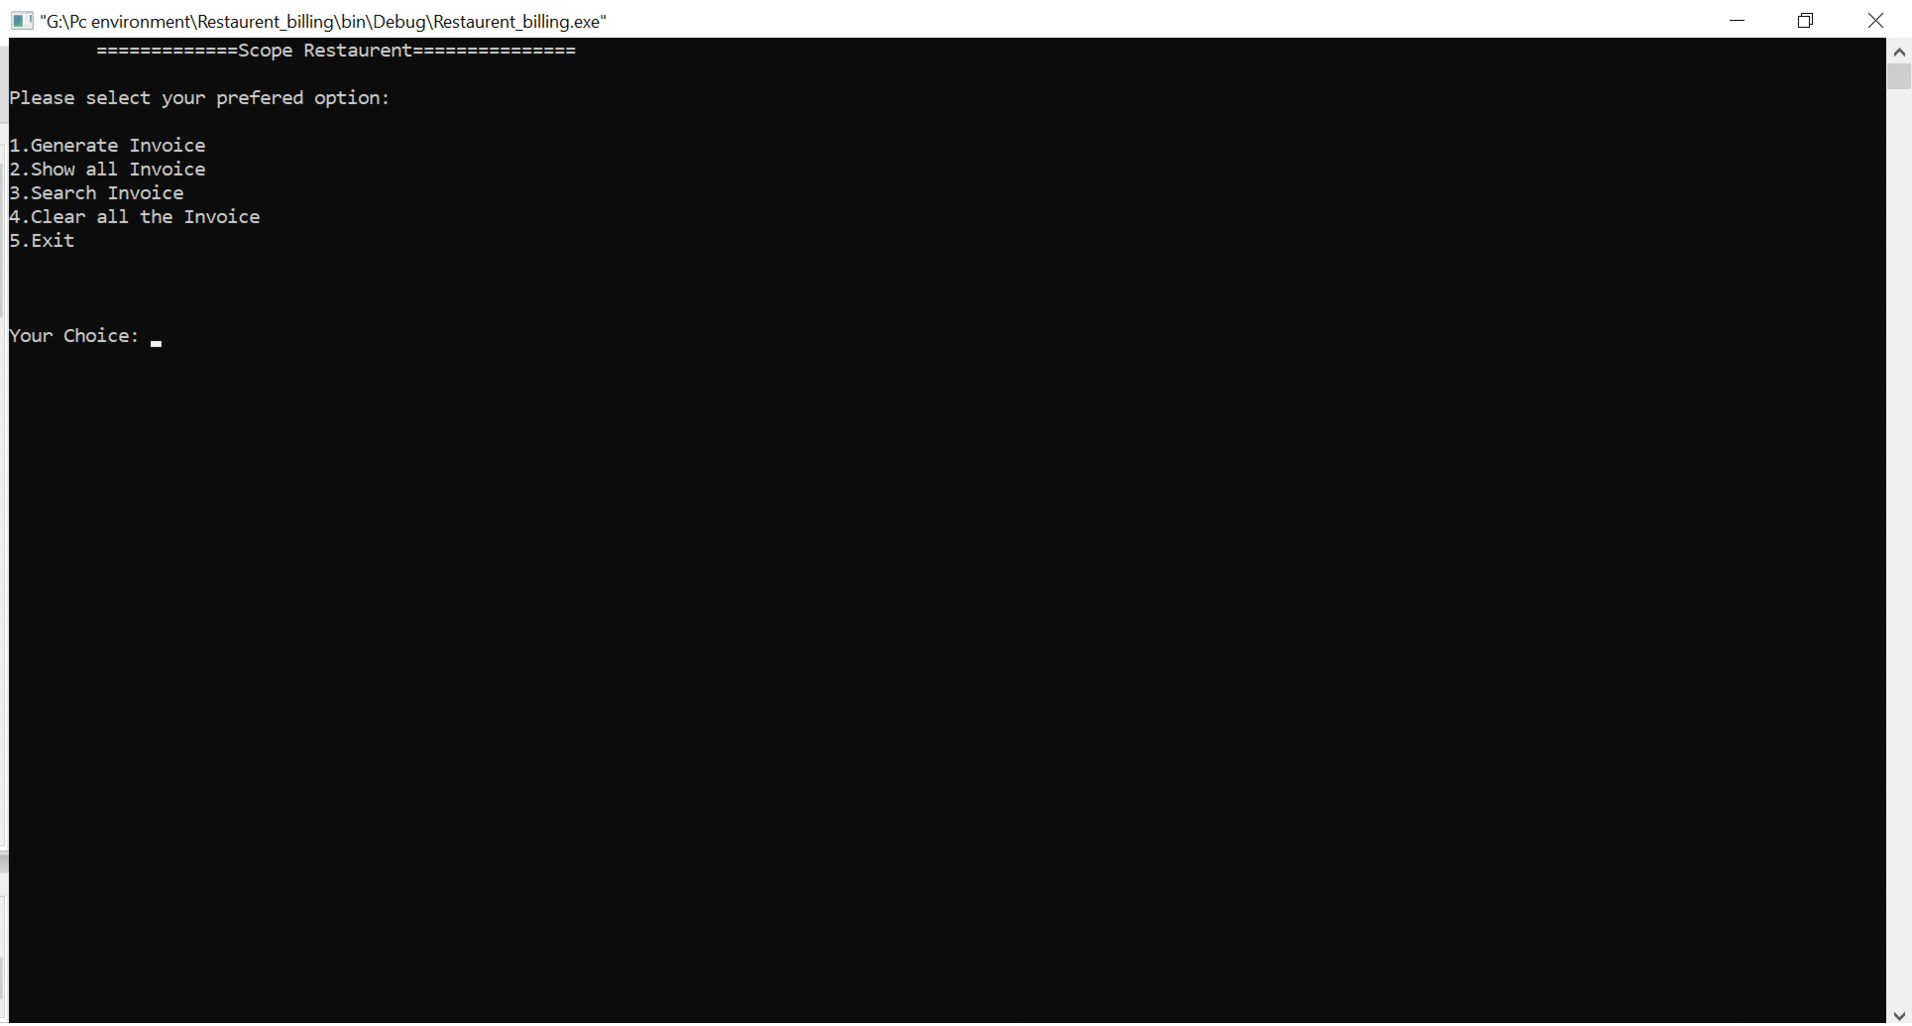 "G:\Pc environment\Restaurent_billing\bin\Debug\Restaurent_billing.exe"
=============Scope Restaurent===============
Please select your prefered option:
1.Generate Invoice
2.Show all Invoice
3.Search Invoice
4.Clear all the Invoice
5.Exit
Your Choice: